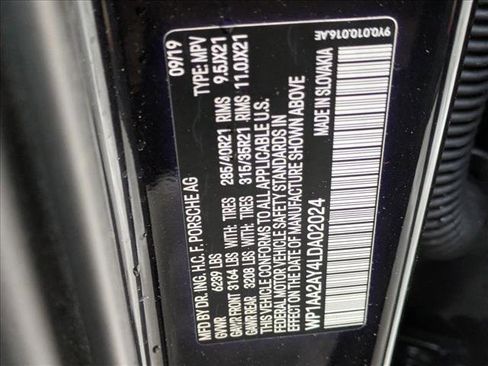 MFD BY DR. ING. H.C. F. PORSCHE AG 09/19
GVWR 6239 LBS TYPE: MPV
GAWR FRONT 3164 LBS WITH: TIRES 285/40R21 RIMS 9.5JX21
GAWR REAR 3208 LBS WITH: TIRES 315/35R21 RIMS 11.0JX21
THIS VEHICLE CONFORMS TO ALL APPLICABLE U.S.
FEDERAL MOTOR VEHICLE SAFETY STANDARDS IN
EFFECT ON THE DATE OF MANUFACTURE SHOWN ABOVE
WP1AA2AY4LDA02024 MADE IN SLOVAKIA
9Y0.010.016.AE